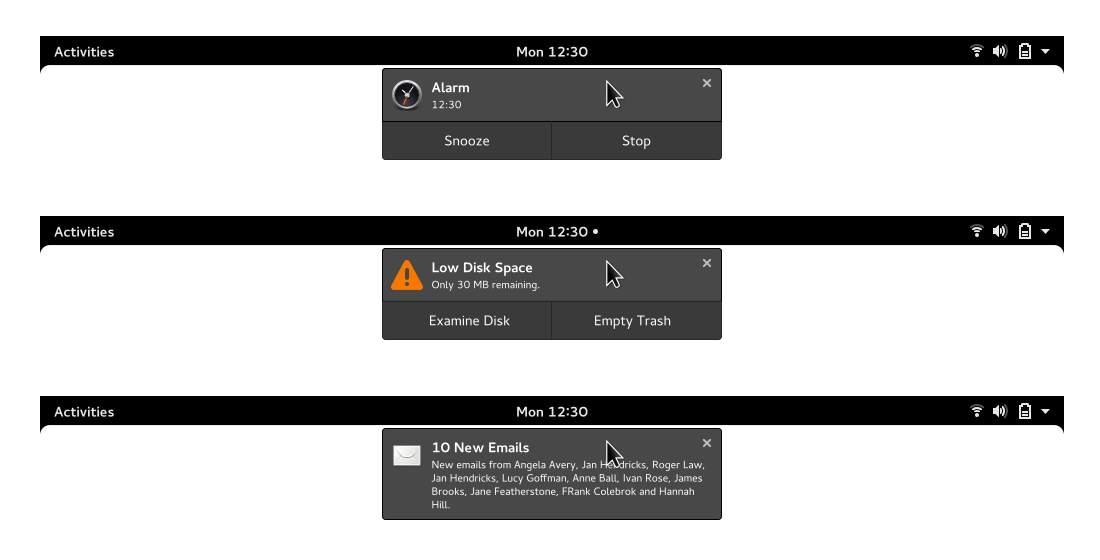 Activities Mon 12:30
Alarm
12:30
Snooze Stop
Activities Mon 12:30
Low Disk Space
Only 30 MB remaining.
Examine Disk Empty Trash
Activities Mon 12:30
10 New Emails
New emails from Angela Avery, Jan Hendricks, Roger Law,
Jan Hendricks, Lucy Goffman, Anne Ball, Ivan Rose, James
Brooks, Jane Featherstone, FRank Colebrok and Hannah
Hill.